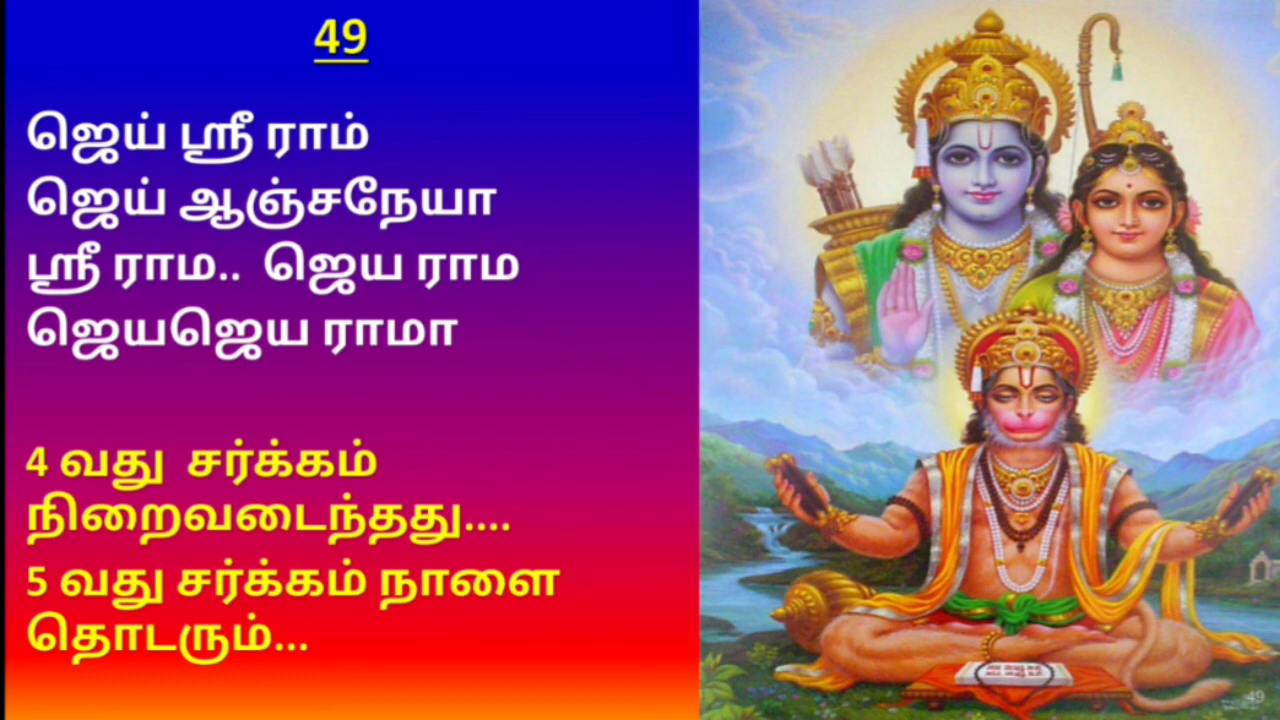 49
ஜெய் ஸ்ரீ ராம்
ஜெய் ஆஞ்சநேயா
ஸ்ரீ ராம.. ஜெய ராம
ஜெயஜெய ராமா
4 வது சர்க்கம்
நிறைவடைந்தது....
5 வது சர்க்கம் நாளை
தொடரும்...
49